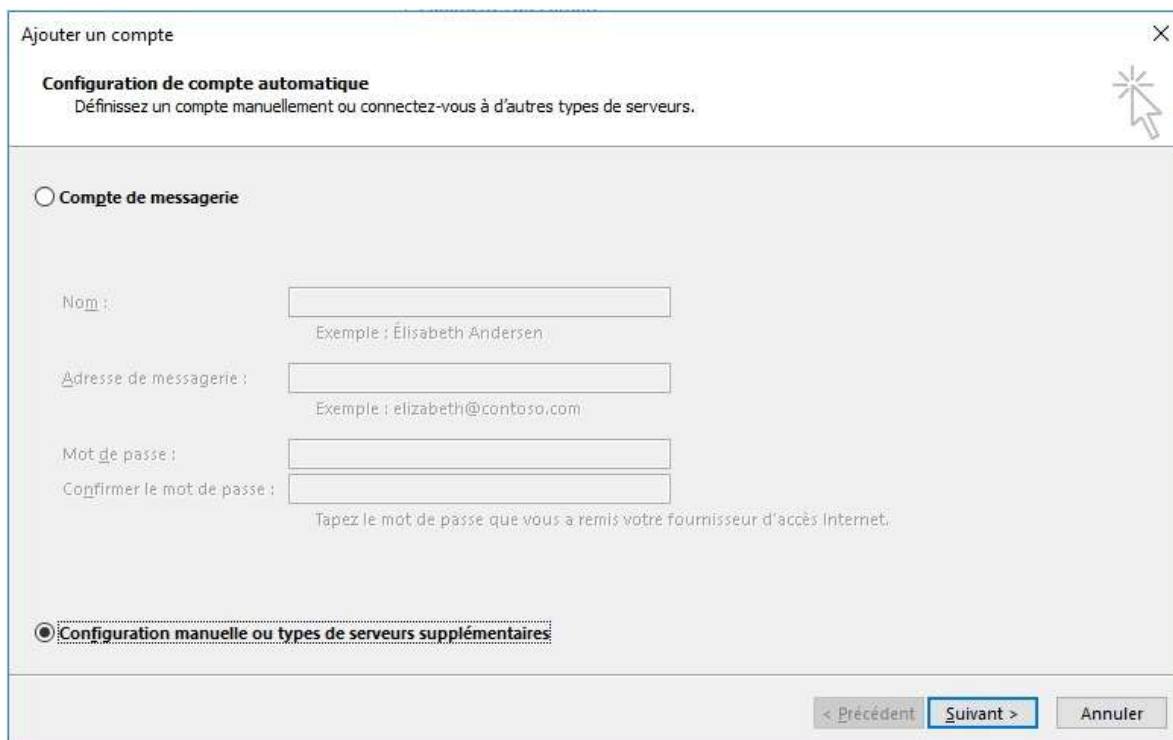 Ajouter un compte
Configuration de compte automatique
Définissez un compte manuellement ou connectez-vous à d'autres types de serveurs.
Compte de messagerie
Nom :
Exemple : Élisabeth Andersen
Adresse de messagerie :
Exemple : elizabeth@contoso.com
Mot de passe :
Confirmer le mot de passe :
Tapez le mot de passe que vous a remis votre fournisseur d'accès Internet.
Configuration manuelle ou types de serveurs supplémentaires
< Précédent Suivant > Annuler